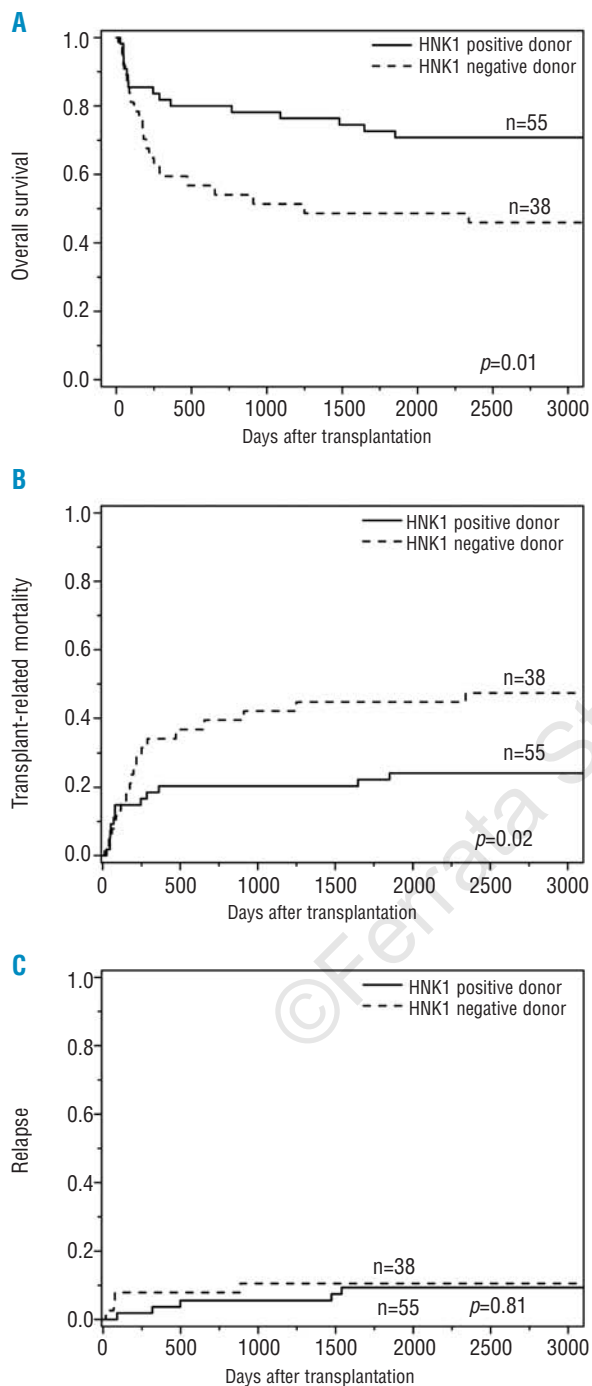 A
1.0
0.8
0.6
0.4
0.2
0.0
Overall survival
HNK1 positive donor
HNK1 negative donor
n=55
n=38
p=0.01
0 500 1000 1500 2000 2500 3000
Days after transplantation
B
1.0
0.8
0.6
0.4
0.2
0.0
Transplant-related mortality
HNK1 positive donor
HNK1 negative donor
n=38
n=55
p=0.02
0 500 1000 1500 2000 2500 3000
Days after transplantation
C
1.0
0.8
0.6
0.4
0.2
0.0
Relapse
HNK1 positive donor
HNK1 negative donor
n=38
n=55 p=0.81
0 500 1000 1500 2000 2500 3000
Days after transplantation
©Ferrata